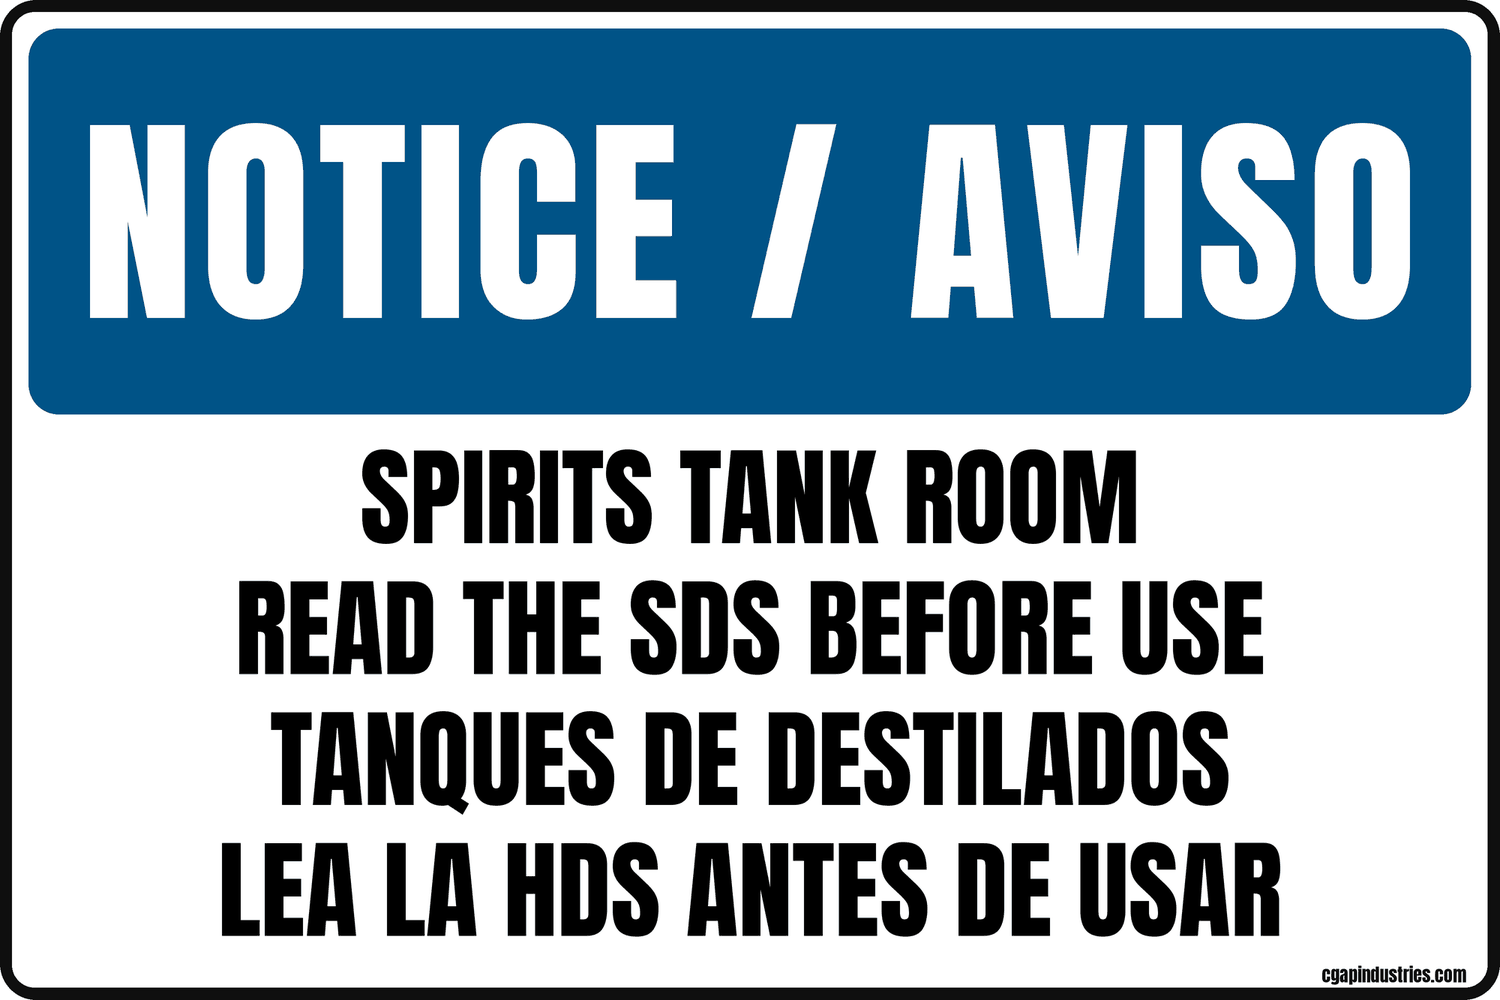 NOTICE / AVISO
SPIRITS TANK ROOM
READ THE SDS BEFORE USE
TANQUES DE DESTILADOS
LEA LA HDS ANTES DE USAR
cgapindustries.com